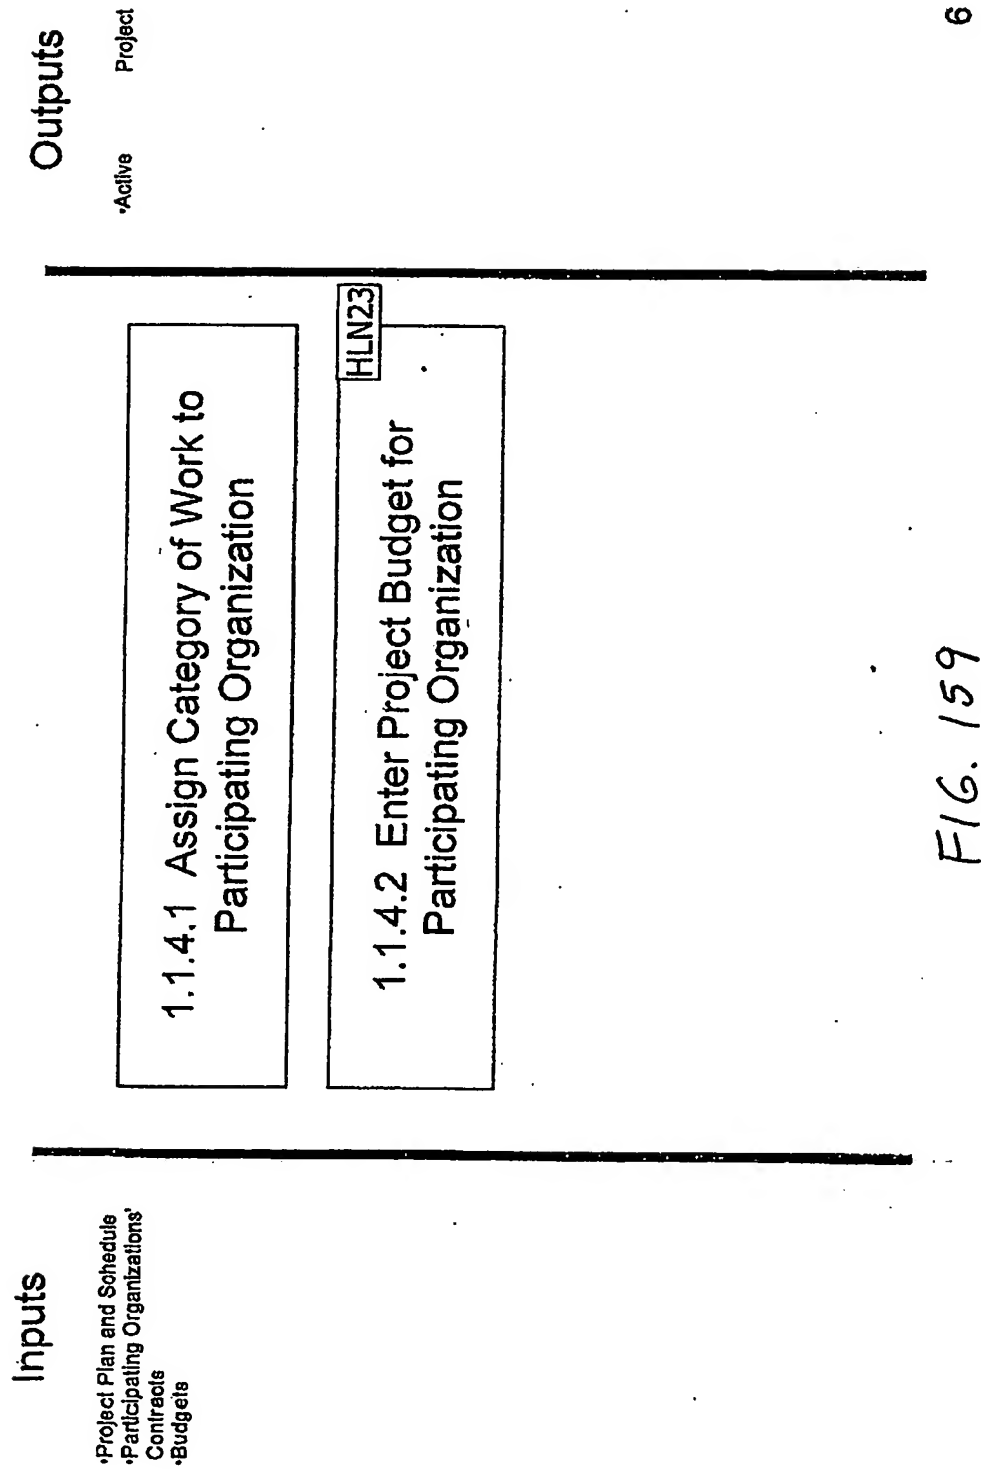 Inputs
•Project Plan and Schedule
•Participating Organizations'
Contracts
•Budgets
1.1.4.1 Assign Category of Work to
Participating Organization
HLN23
1.1.4.2 Enter Project Budget for
Participating Organization
Outputs
•Active Project
6
FIG. 159